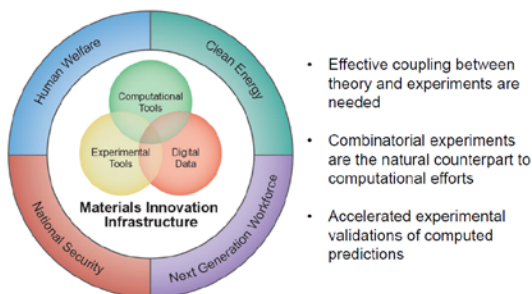 Human Welfare
Clean Energy
Computational
Tools
Experimental
Tools
Digital
Data
Materials Innovation
Infrastructure
National Security
Next Generation Workforce
• Effective coupling between
theory and experiments are
needed
• Combinatorial experiments
are the natural counterpart to
computational efforts
• Accelerated experimental
validations of computed
predictions